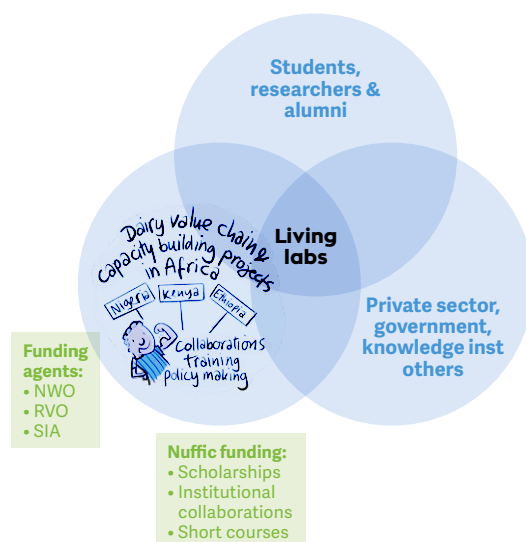 Students,
researchers &
alumni
Dairy value chain &
capacity building projects
in Africa
Nigeria
Kenya
Ethiopia
collaborations
training
policy making
Living
labs
Private sector,
government,
knowledge inst
others
Funding
agents:
• NWO
• RVO
• SIA
Nuffic funding:
• Scholarships
• Institutional
collaborations
• Short courses